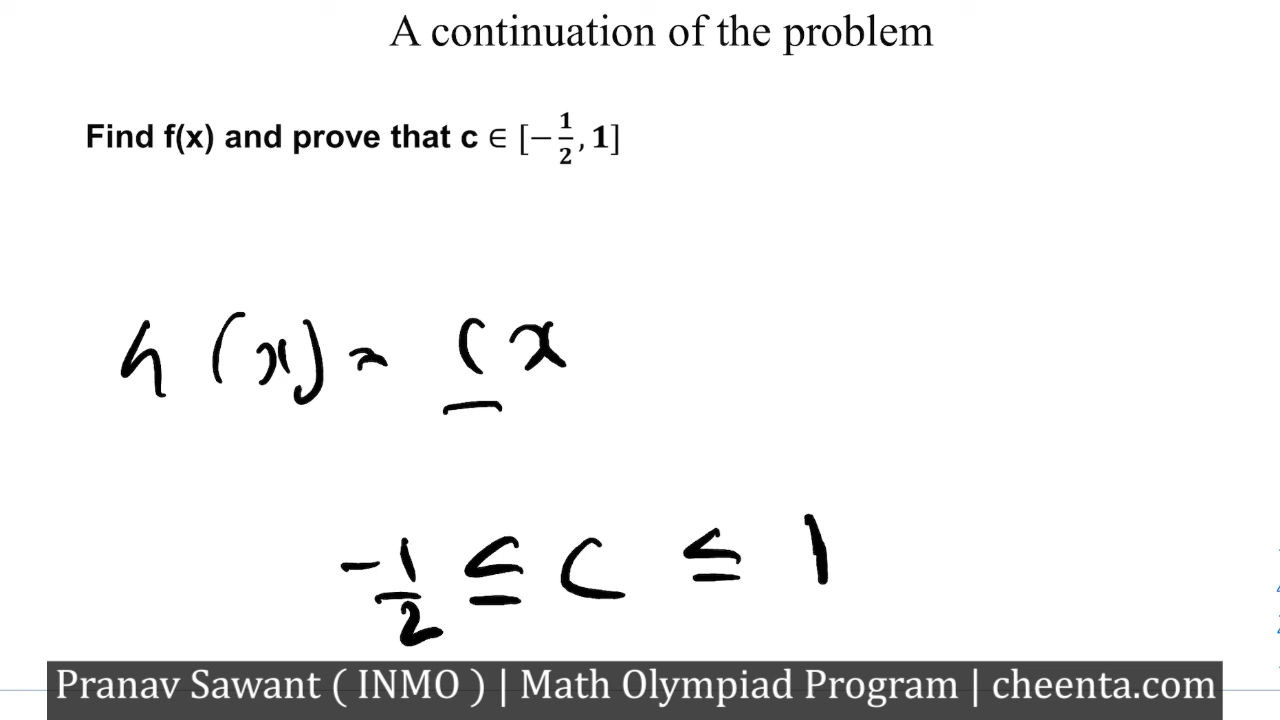 A continuation of the problem
Find f(x) and prove that c ∈ [−1/2, 1]
h(x) = cx
-1/2 ≤ c ≤ 1
Pranav Sawant ( INMO ) | Math Olympiad Program | cheenta.com